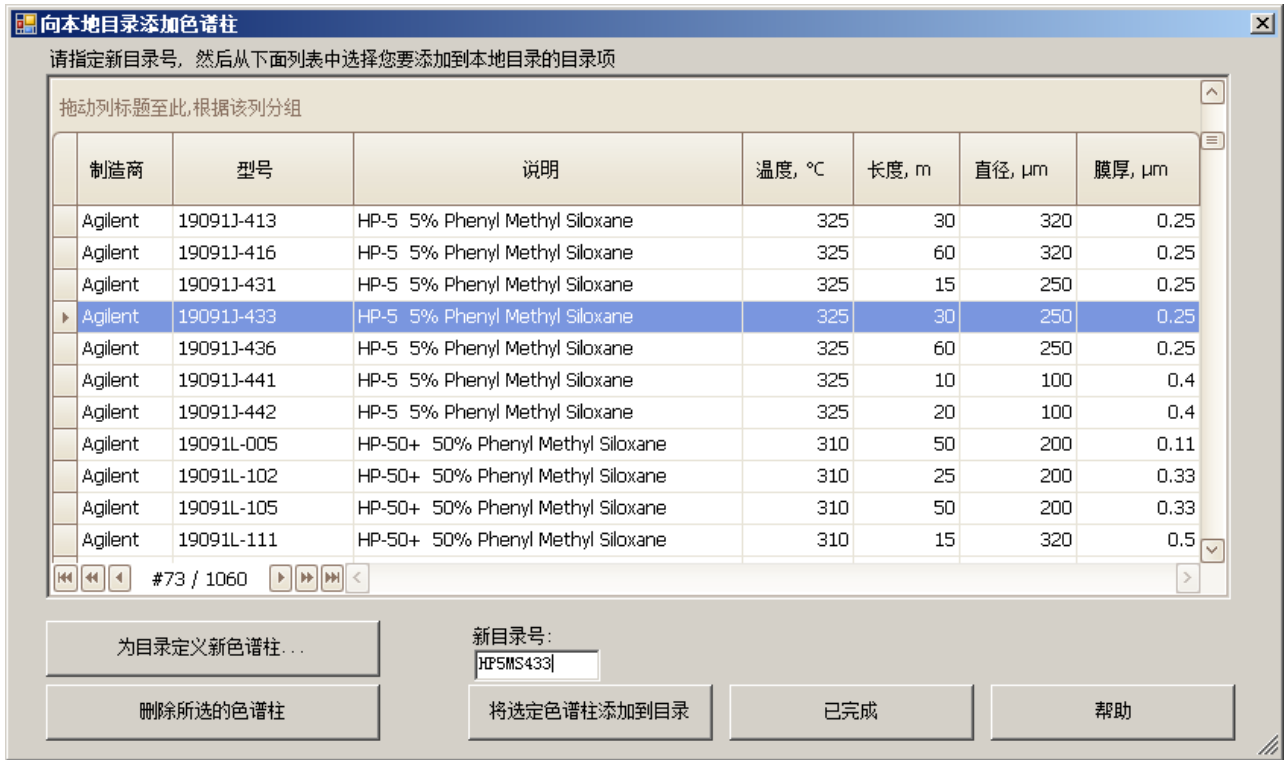 向本地目录添加色谱柱
请指定新目录号, 然后从下面列表中选择您要添加到本地目录的目录项
拖动列标题至此,根据该列分组
制造商 型号 说明 温度, °C 长度, m 直径, µm 膜厚, µm
Agilent 19091J-413 HP-5 5% Phenyl Methyl Siloxane 325 30 320 0.25
Agilent 19091J-416 HP-5 5% Phenyl Methyl Siloxane 325 60 320 0.25
Agilent 19091J-431 HP-5 5% Phenyl Methyl Siloxane 325 15 250 0.25
Agilent 19091J-433 HP-5 5% Phenyl Methyl Siloxane 325 30 250 0.25
Agilent 19091J-436 HP-5 5% Phenyl Methyl Siloxane 325 60 250 0.25
Agilent 19091J-441 HP-5 5% Phenyl Methyl Siloxane 325 10 100 0.4
Agilent 19091J-442 HP-5 5% Phenyl Methyl Siloxane 325 20 100 0.4
Agilent 19091L-005 HP-50+ 50% Phenyl Methyl Siloxane 310 50 200 0.11
Agilent 19091L-102 HP-50+ 50% Phenyl Methyl Siloxane 310 25 200 0.33
Agilent 19091L-105 HP-50+ 50% Phenyl Methyl Siloxane 310 50 200 0.33
Agilent 19091L-111 HP-50+ 50% Phenyl Methyl Siloxane 310 15 320 0.5
#73 / 1060
为目录定义新色谱柱...
新目录号:
HP5MS433
删除所选的色谱柱 将选定色谱柱添加到目录 已完成 帮助